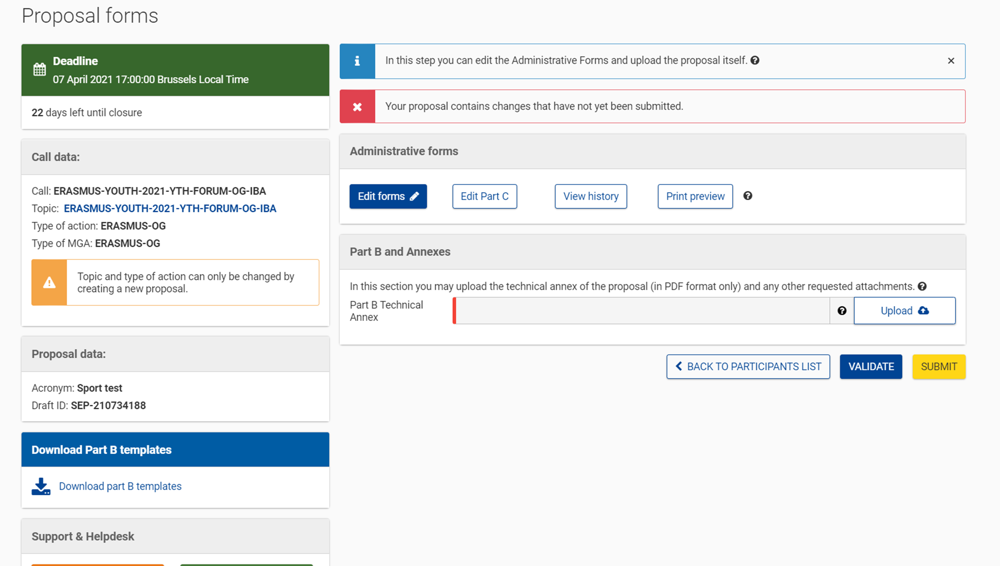 Proposal forms
Deadline
07 April 2021 17:00:00 Brussels Local Time
22 days left until closure
Call data:
Call: ERASMUS-YOUTH-2021-YTH-FORUM-OG-IBA
Topic: ERASMUS-YOUTH-2021-YTH-FORUM-OG-IBA
Type of action: ERASMUS-OG
Type of MGA: ERASMUS-OG
Topic and type of action can only be changed by
creating a new proposal.
Proposal data:
Acronym: Sport test
Draft ID: SEP-210734188
Download Part B templates
Download part B templates
Support & Helpdesk
In this step you can edit the Administrative Forms and upload the proposal itself.
Your proposal contains changes that have not yet been submitted.
Administrative forms
Edit forms
Edit Part C
View history
Print preview
Part B and Annexes
In this section you may upload the technical annex of the proposal (in PDF format only) and any other requested attachments.
Part B Technical
Annex
Upload
BACK TO PARTICIPANTS LIST
VALIDATE
SUBMIT